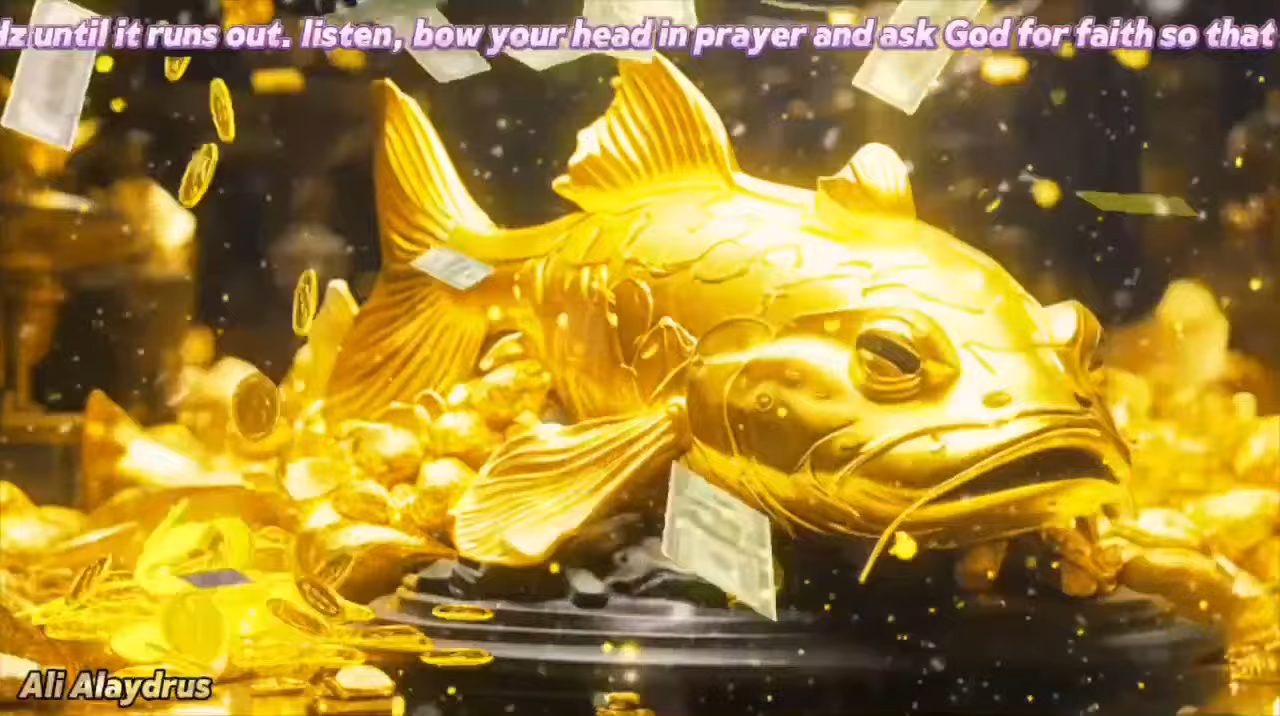 Hz until it runs out. listen, bow your head in prayer and ask God for faith so that
Ali Alaydrus